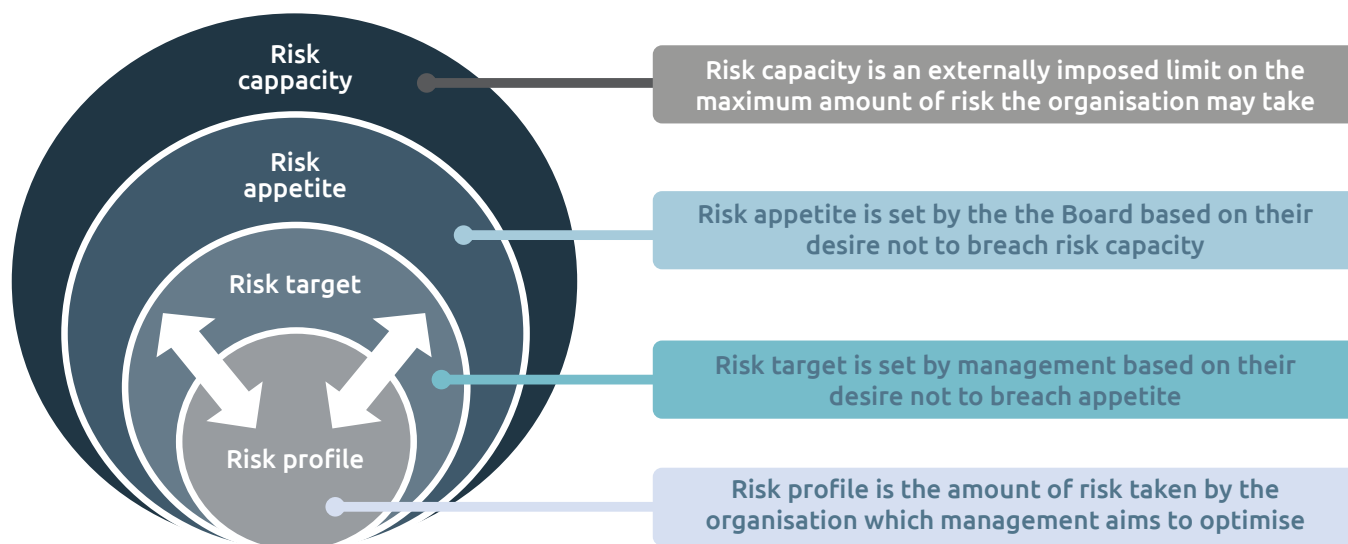 Risk
cappacity
Risk capacity is an externally imposed limit on the
maximum amount of risk the organisation may take
Risk
appetite
Risk appetite is set by the the Board based on their
desire not to breach risk capacity
Risk target
Risk target is set by management based on their
desire not to breach appetite
Risk profile
Risk profile is the amount of risk taken by the
organisation which management aims to optimise